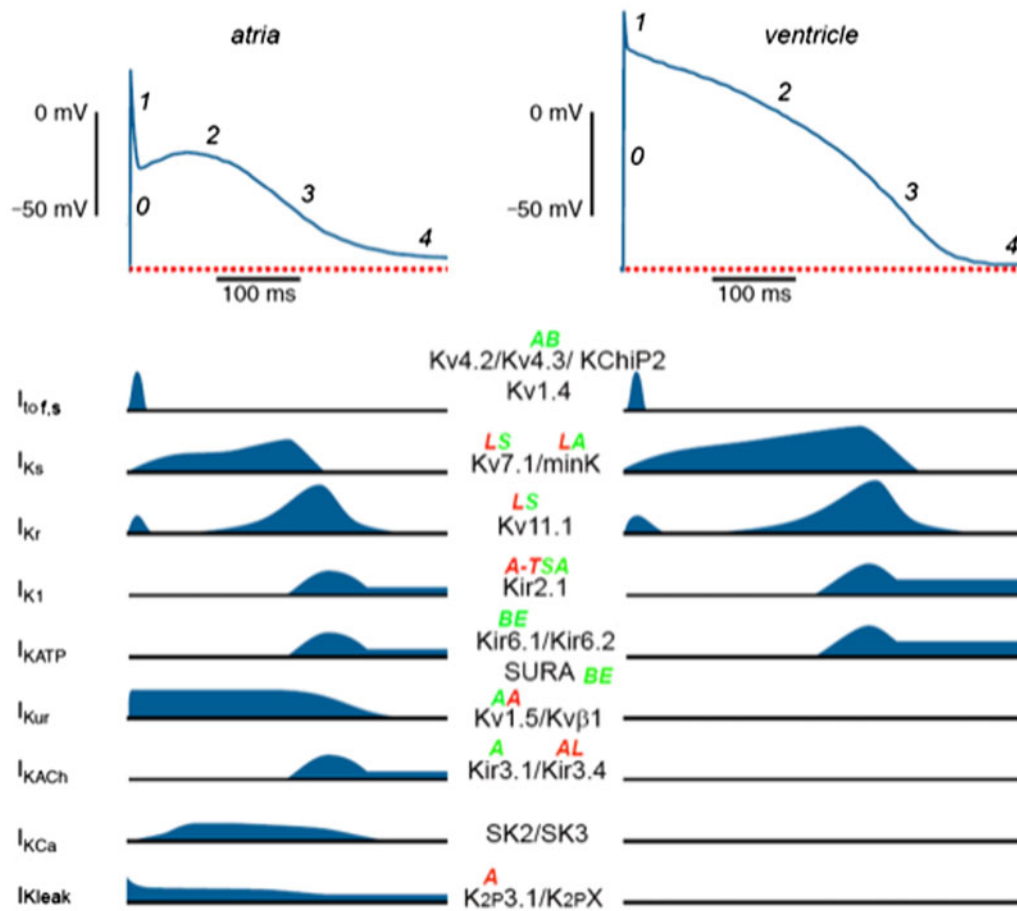 atria
ventricle
1
1
0 mV
2
0 mV
2
0
0
3
3
−50 mV
−50 mV
4
4
100 ms
100 ms
AB
Kv4.2/Kv4.3/ KChiP2
Ito f,s
Kv1.4
LS LA
IKs
Kv7.1/minK
LS
IKr
Kv11.1
A-TSA
IK1
Kir2.1
BE
IKATP
Kir6.1/Kir6.2
SURA BE
AA
IKur
Kv1.5/Kvβ1
A AL
IKACh
Kir3.1/Kir3.4
IKCa
SK2/SK3
A
IKleak
K2P3.1/K2PX